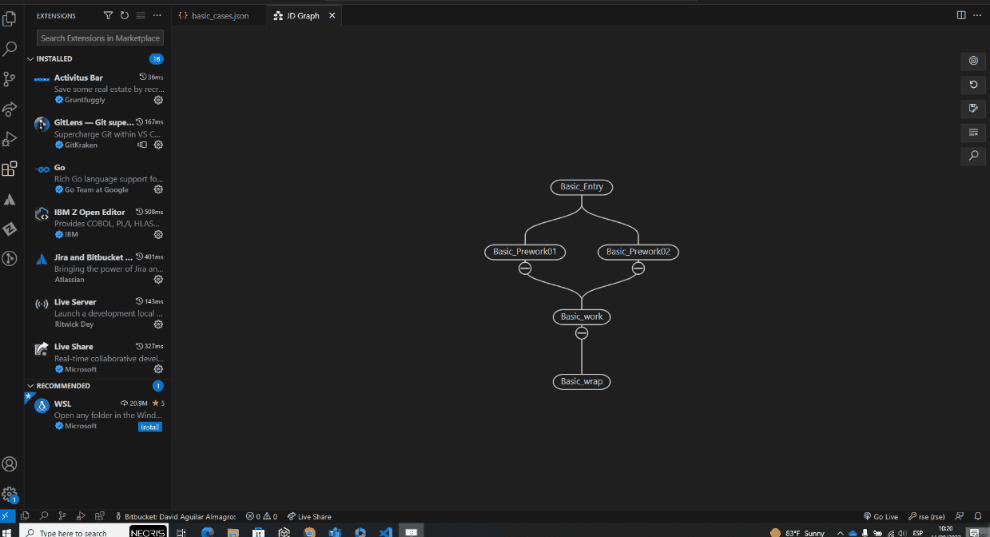 EXTENSIONS
basic_cases.json
JD Graph
Search Extensions in Marketplace
INSTALLED
18
Activitus Bar
36ms
Save some real estate by recr...
Gruntfuggly
GitLens — Git supe...
167ms
Supercharge Git within VS C...
GitKraken
Go
Rich Go language support fo...
Go Team at Google
IBM Z Open Editor
508ms
Provides COBOL, PL/I, HLAS...
IBM
Jira and Bitbucket ...
401ms
Bringing the power of Jira an...
Atlassian
Live Server
143ms
Launch a development local ...
Ritwick Dey
Live Share
327ms
Real-time collaborative devel...
Microsoft
RECOMMENDED
1
WSL
20.9M
5
Open any folder in the Wind...
Microsoft
Install
Basic_Entry
Basic_Prework01
Basic_Prework02
Basic_work
Basic_wrap
1
Bitbucket: David Aguilar Almagro:
0
0
Live Share
Go Live
rse (rse)
Type here to search
NEORIS
83°F Sunny
ESP
10:20